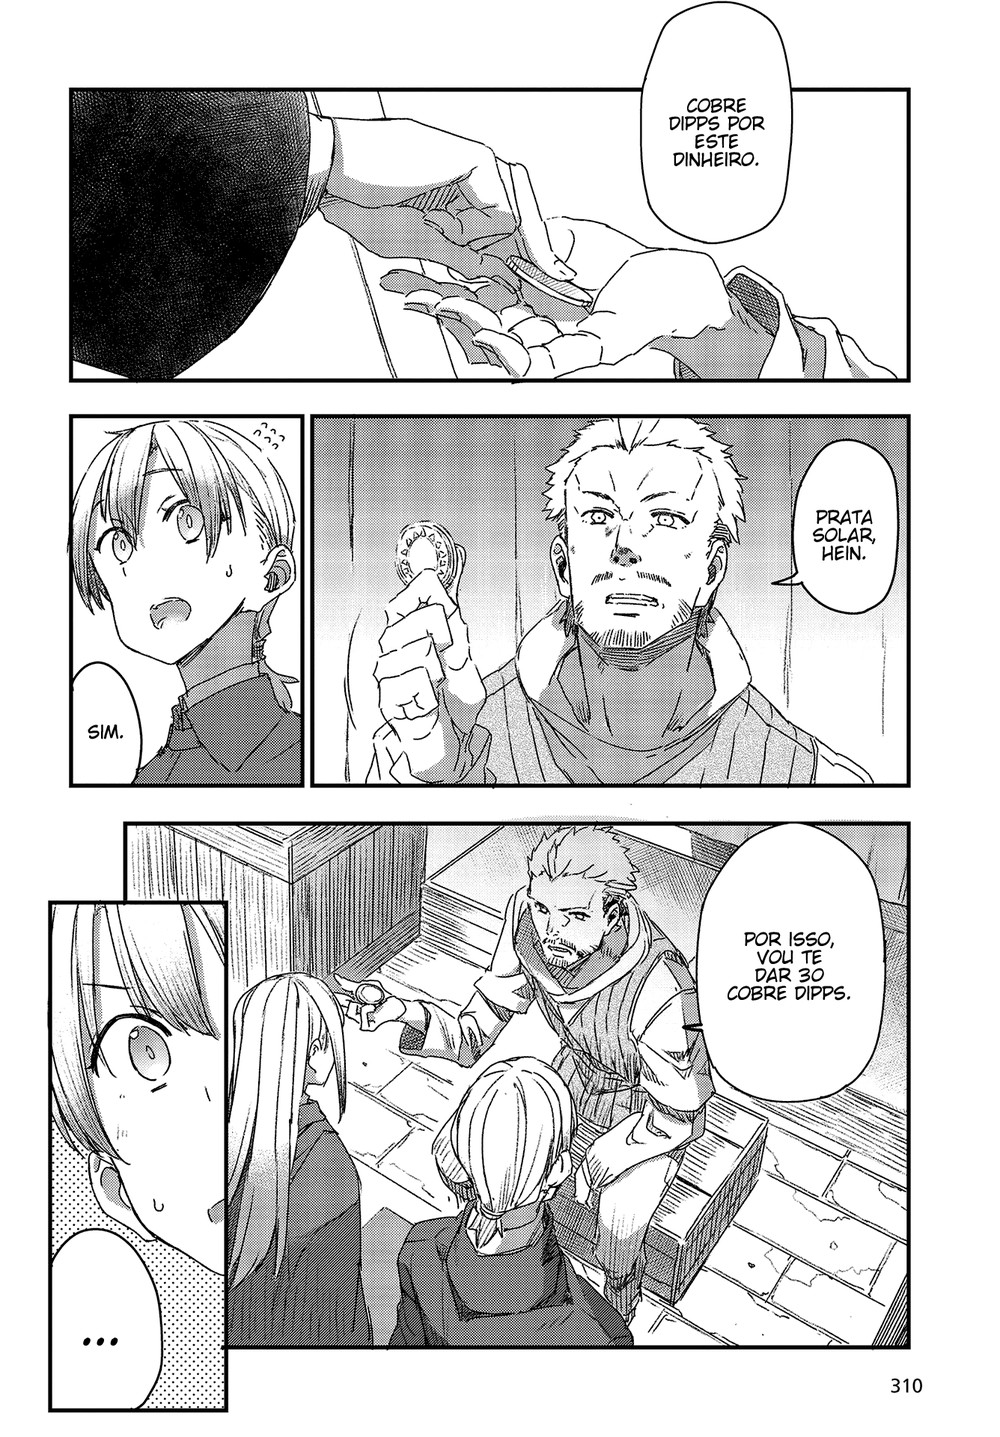 COBRE
DIPPS POR
ESTE
DINHEIRO.
PRATA
SOLAR,
HEIN.
SIM.
POR ISSO,
VOU TE
DAR 30
COBRE DIPPS.
...
310